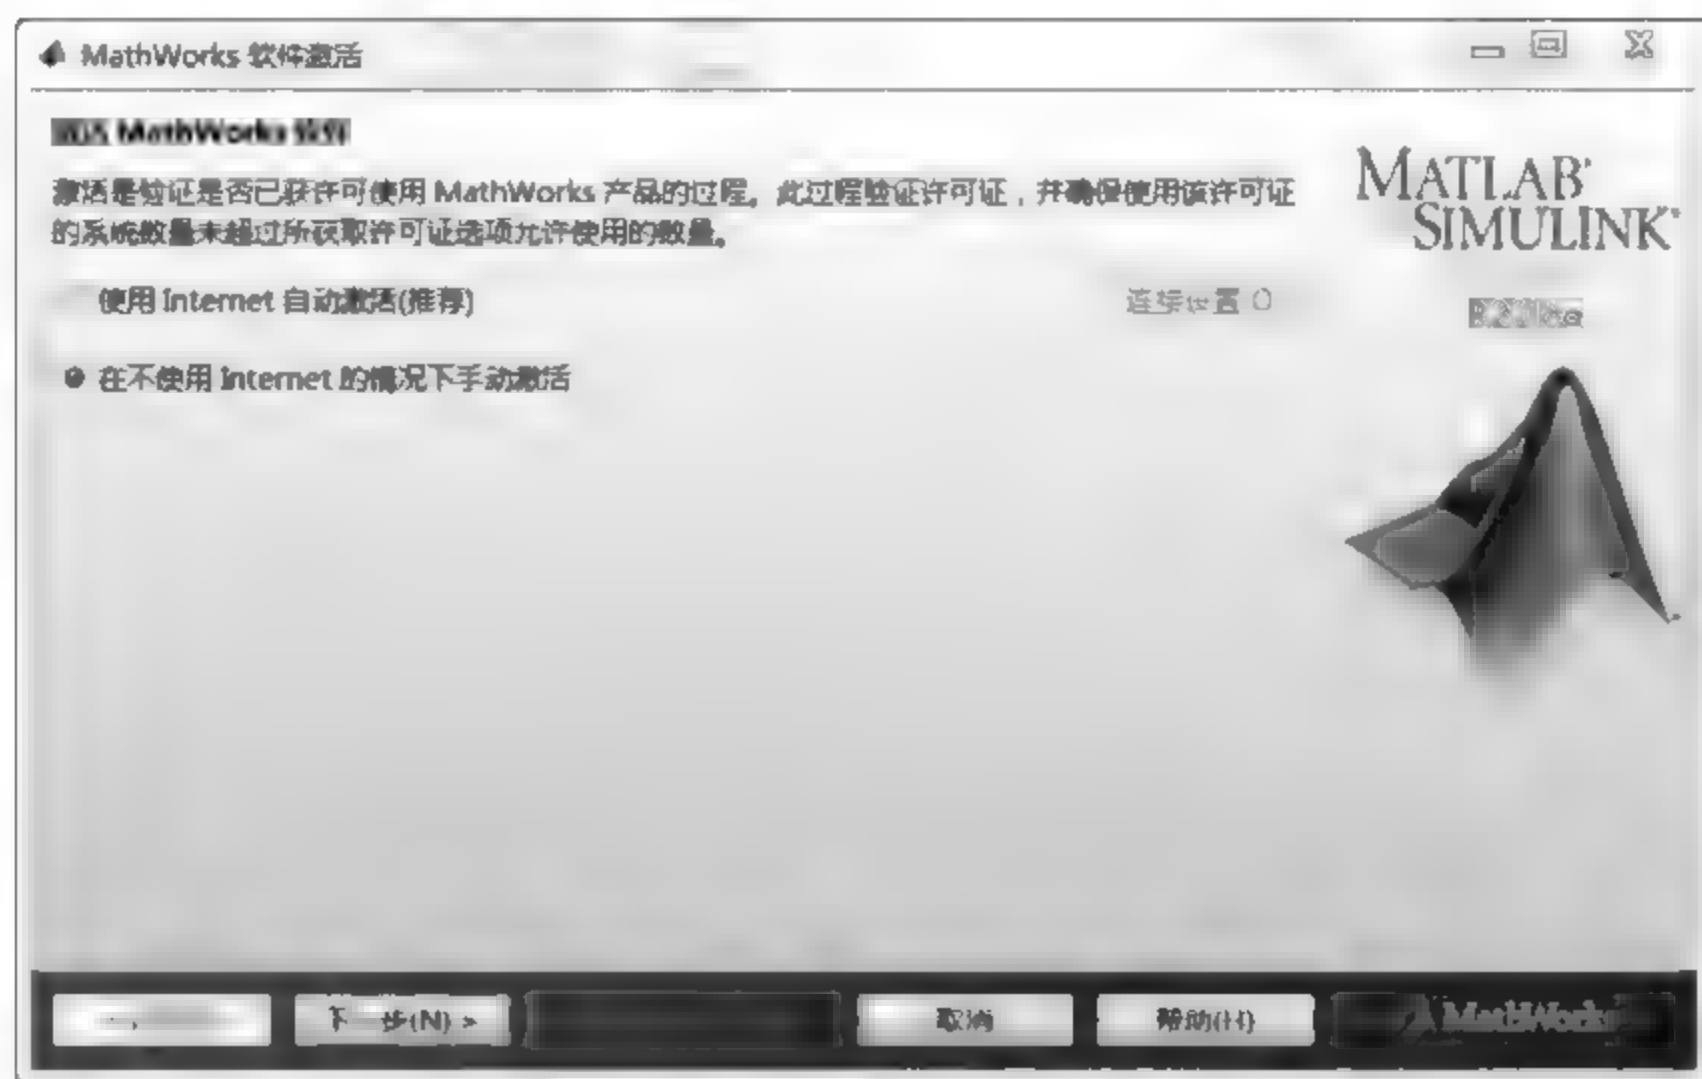 MathWorks 软件激活
MathWorks 软件
激活是验证是否已获许可使用 MathWorks 产品的过程。此过程验证许可证，并确保使用该许可证
的系统数量未超过所获取许可证选项允许使用的数量。
MATLAB®
SIMULINK®
使用 Internet 自动激活(推荐)
连接设置
在不使用 Internet 的情况下手动激活
下一步(N) >
取消
帮助(H)
MathWorks